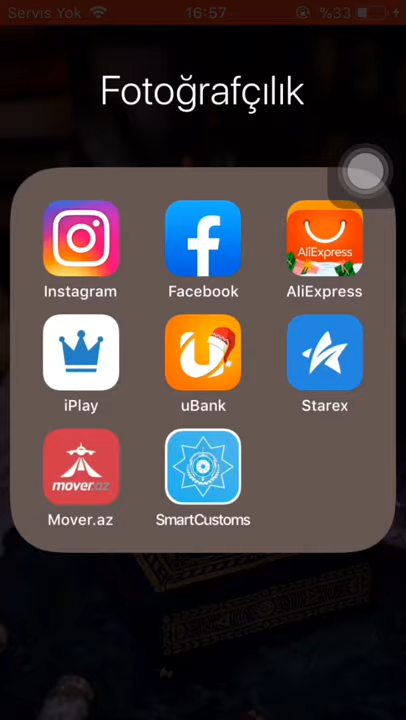 Servis Yok 16:57 %33
Fotoğrafçılık
AliExpress
Instagram Facebook AliExpress
iPlay uBank Starex
mover.az
Mover.az SmartCustoms